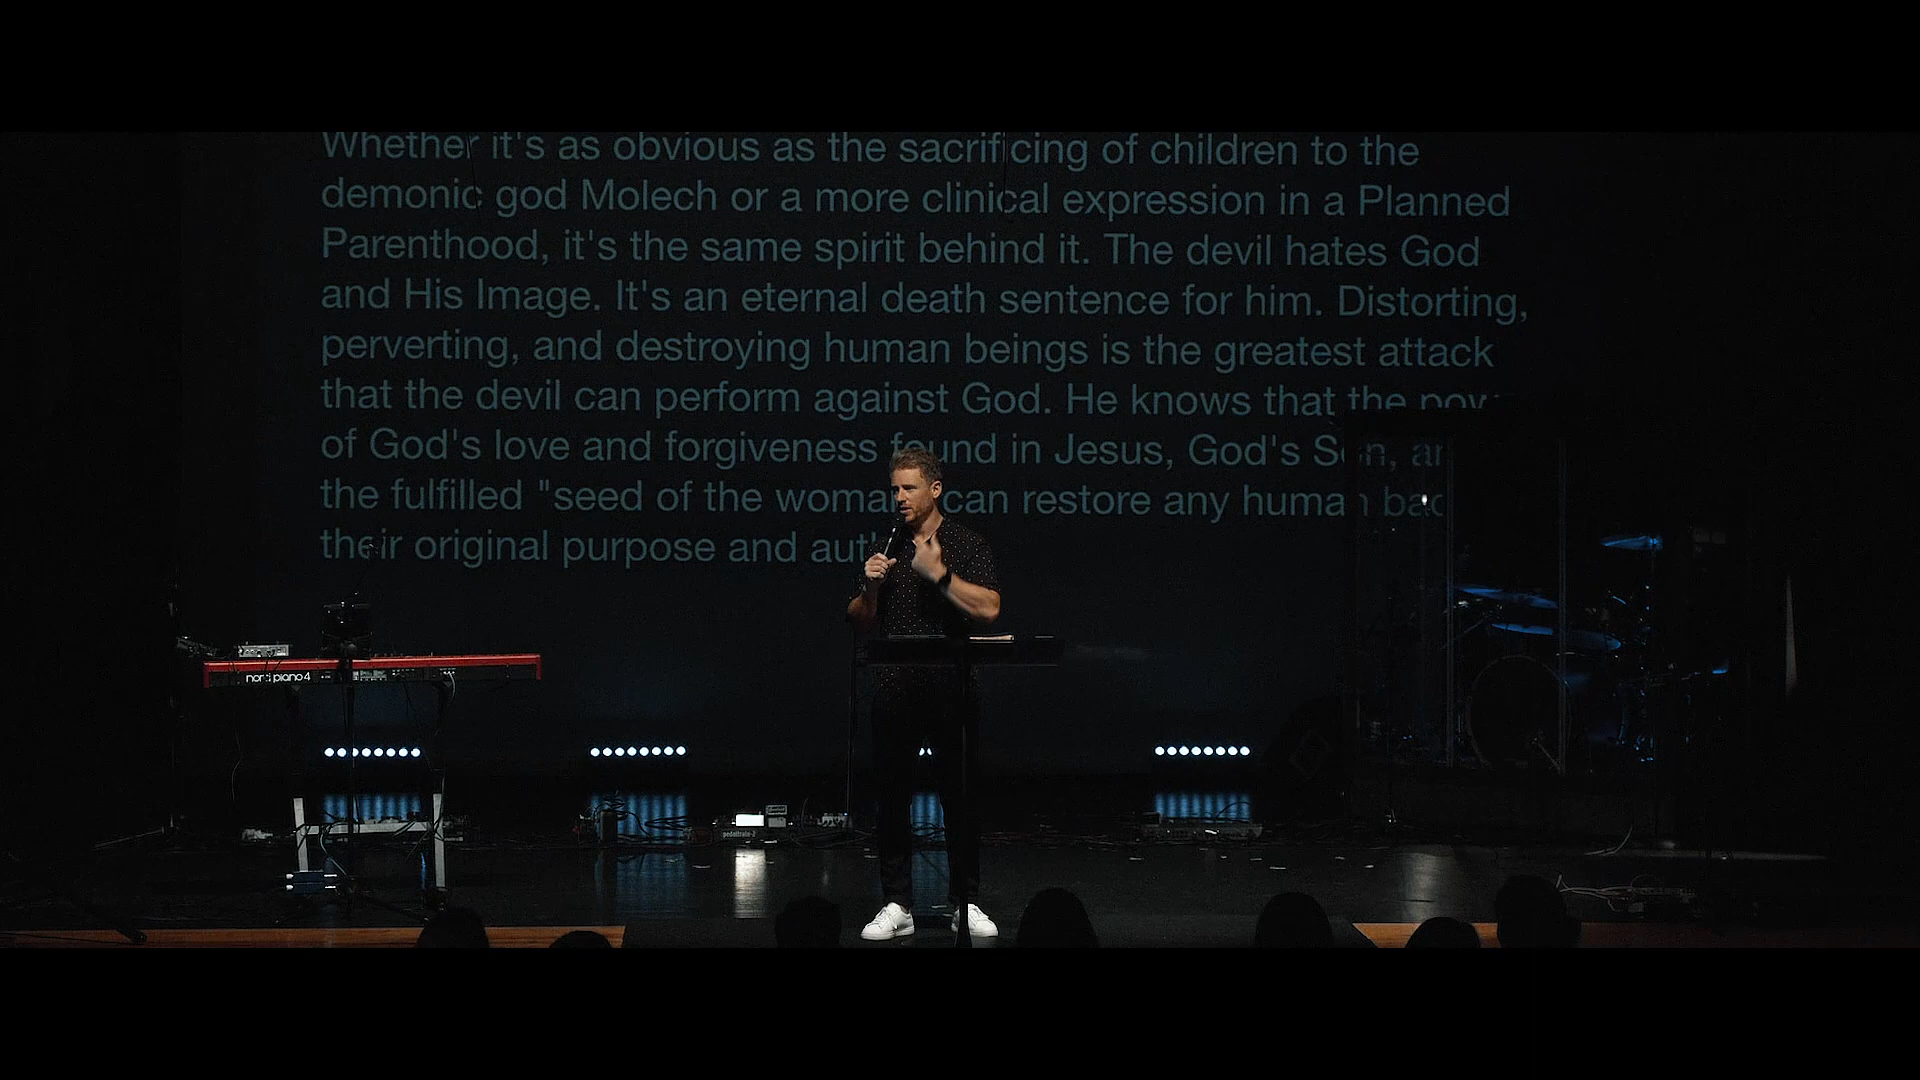 Whether it's as obvious as the sacrificing of children to the
demonic god Molech or a more clinical expression in a Planned
Parenthood, it's the same spirit behind it. The devil hates God
and His Image. It's an eternal death sentence for him. Distorting,
perverting, and destroying human beings is the greatest attack
that the devil can perform against God. He knows that the
of God's love and forgiveness found in Jesus, God's Son,
the fulfilled "seed of the woman can restore any human
their original purpose and
nord piano 4
pedaltrain-2